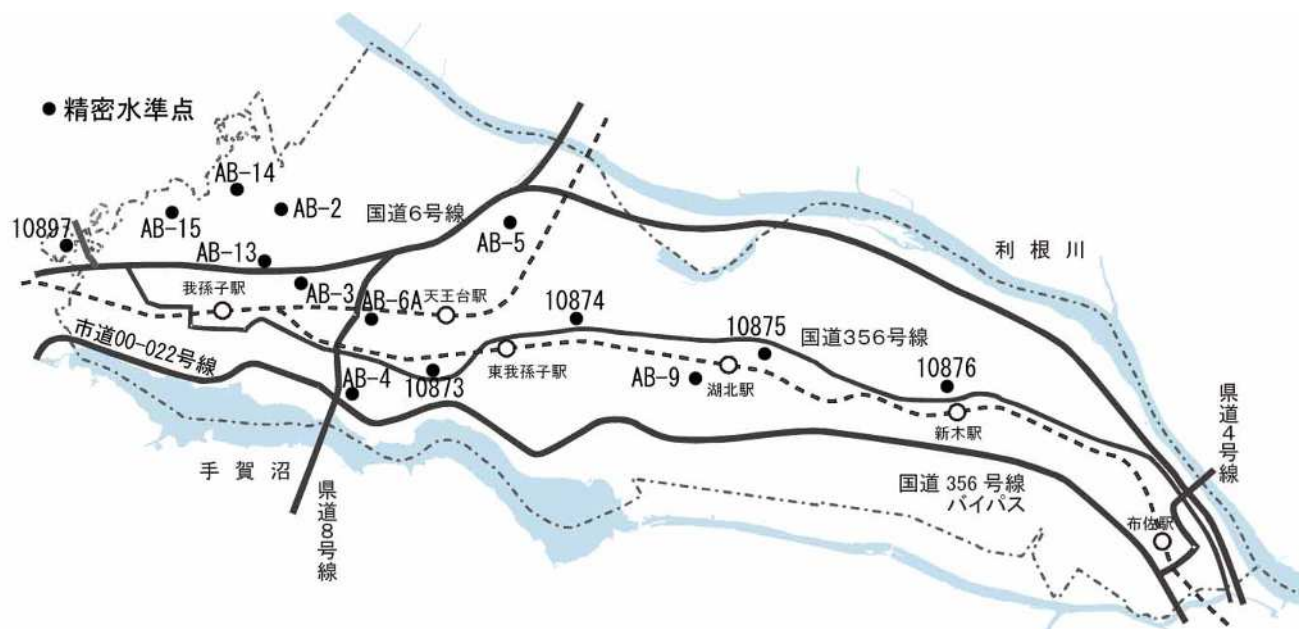 ●精密水準点
AB-14
AB-2
国道6号線
10897
AB-15
AB-5
AB-13
利根川
我孫子駅
AB-3
AB-6A
天王台駅
10874
10875
国道356号線
市道00-022号線
東我孫子駅
AB-9
湖北駅
10876
AB-4
10873
新木駅
県道4号線
手賀沼
県道8号線
国道356号線
バイパス
布佐駅